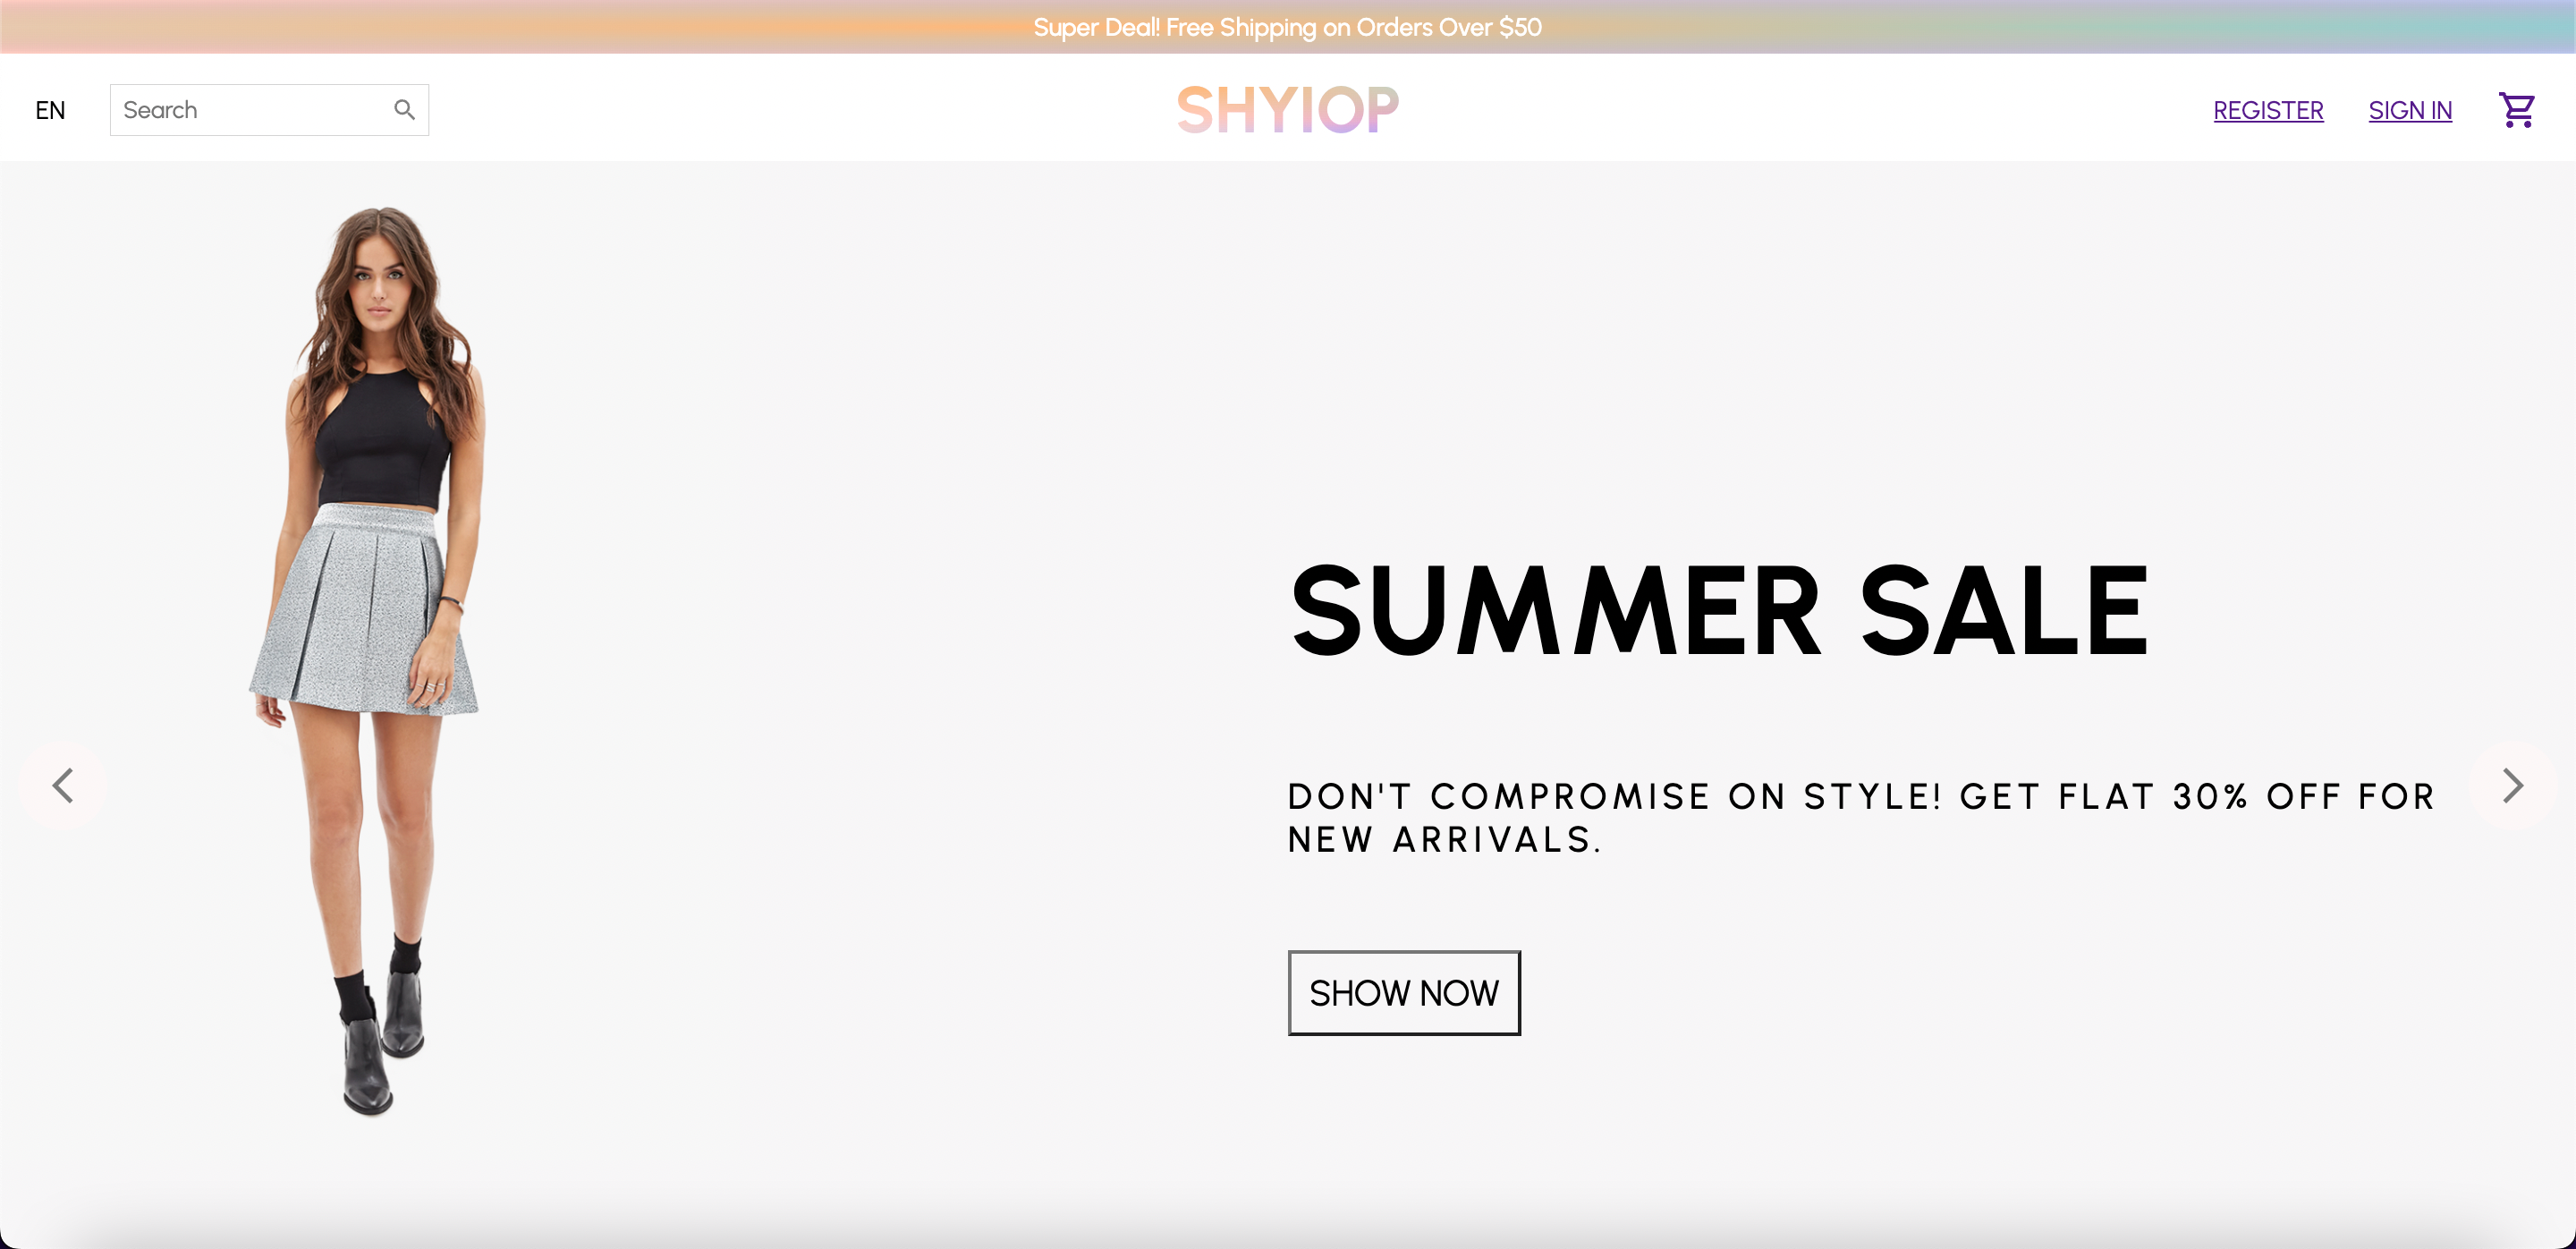 Super Deal! Free Shipping on Orders Over $50
EN
Search
SHYIOP
REGISTER
SIGN IN
SUMMER SALE
DON'T COMPROMISE ON STYLE! GET FLAT 30% OFF FOR
NEW ARRIVALS.
SHOW NOW